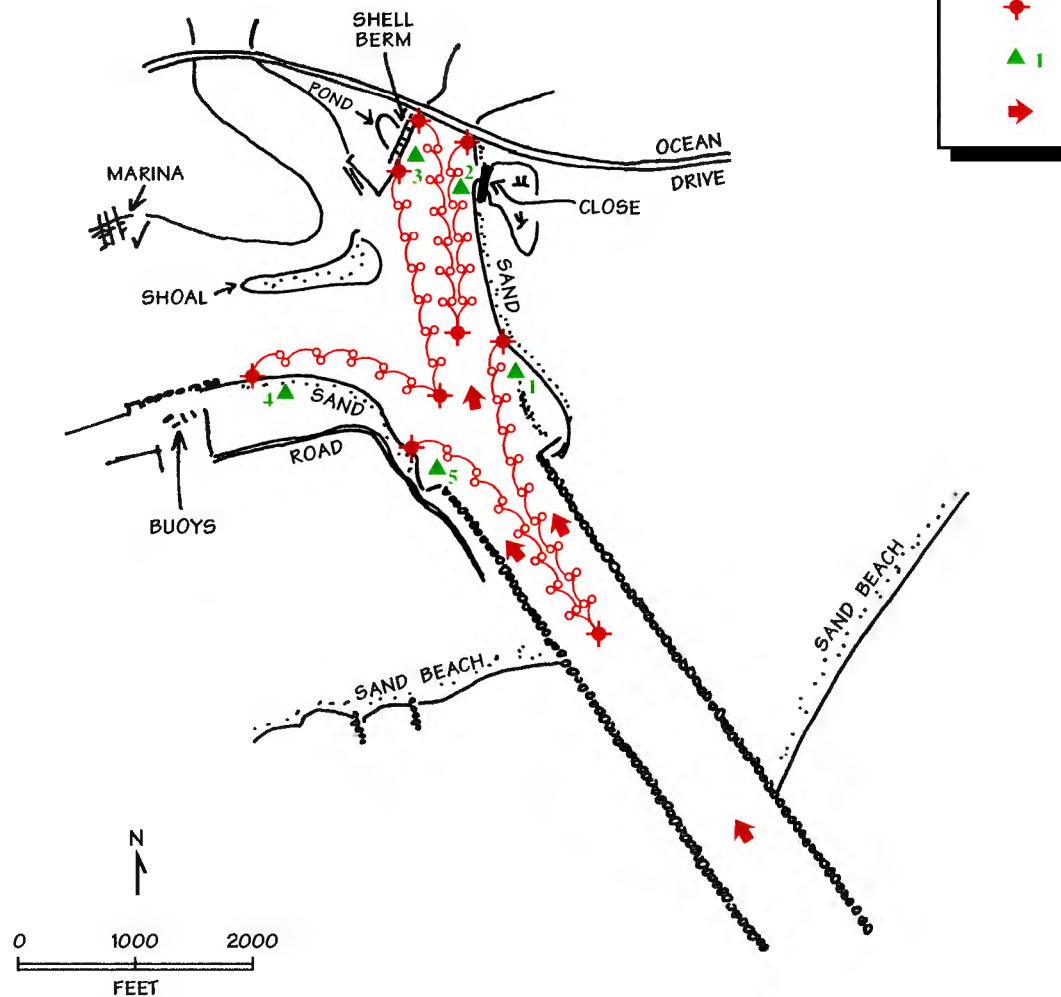 SHELL
BERM
1
POND
OCEAN
DRIVE
MARINA
3
2
CLOSE
SHOAL
SAND
1
4
SAND
ROAD
5
BUOYS
SAND BEACH
SAND BEACH
N
0 1000 2000
FEET